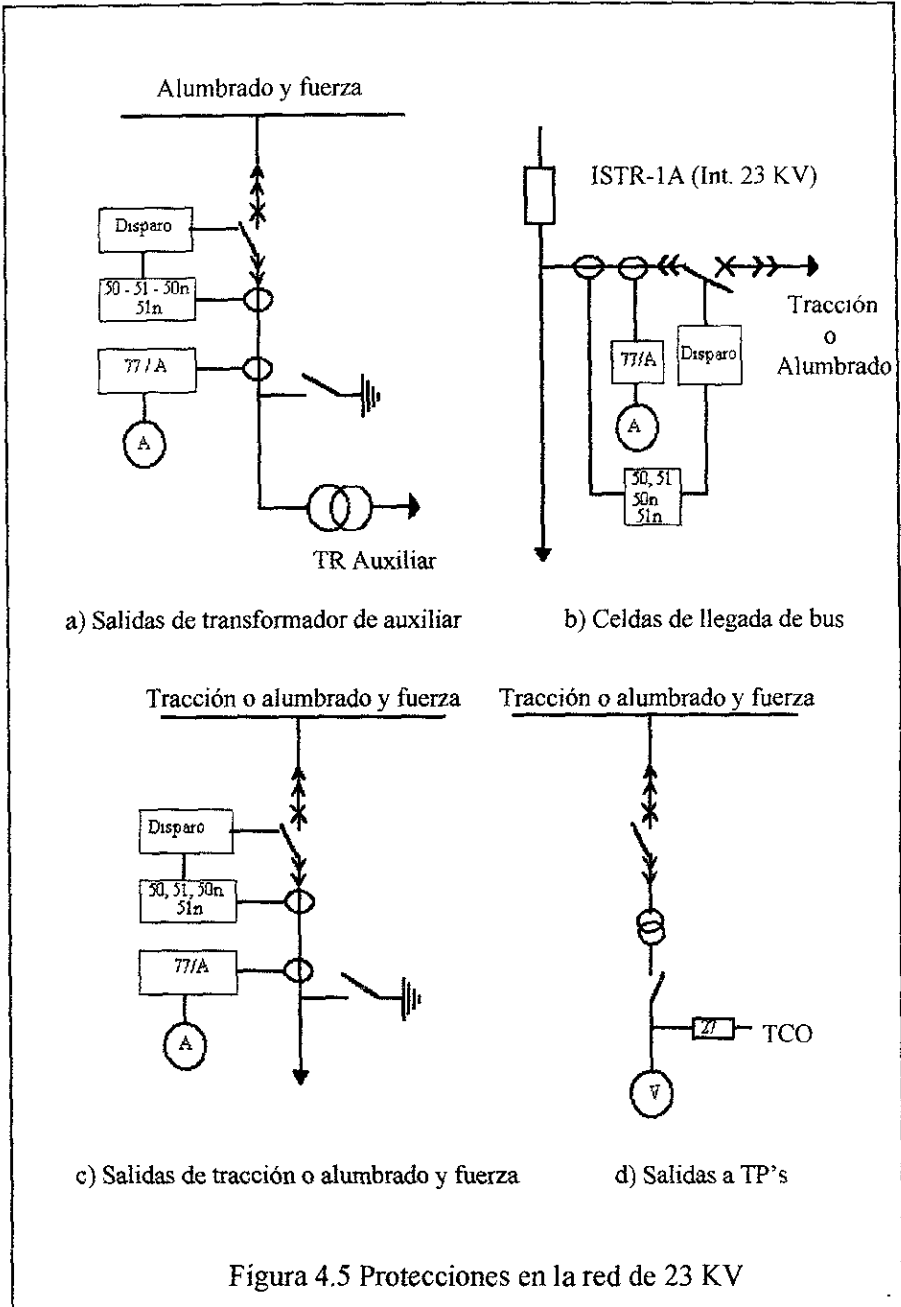 Alumbrado y fuerza
Disparo
50 - 51 - 50n
51n
77 / A
A
TR Auxiliar
a) Salidas de transformador de auxiliar
ISTR-1A (Int. 23 KV)
Tracción
o
Alumbrado
77/A
Disparo
A
50, 51
50n
51n
b) Celdas de llegada de bus
Tracción o alumbrado y fuerza
Disparo
50, 51, 50n
51n
77/A
A
c) Salidas de tracción o alumbrado y fuerza
Tracción o alumbrado y fuerza
27
TCO
V
d) Salidas a TP's
Figura 4.5 Protecciones en la red de 23 KV